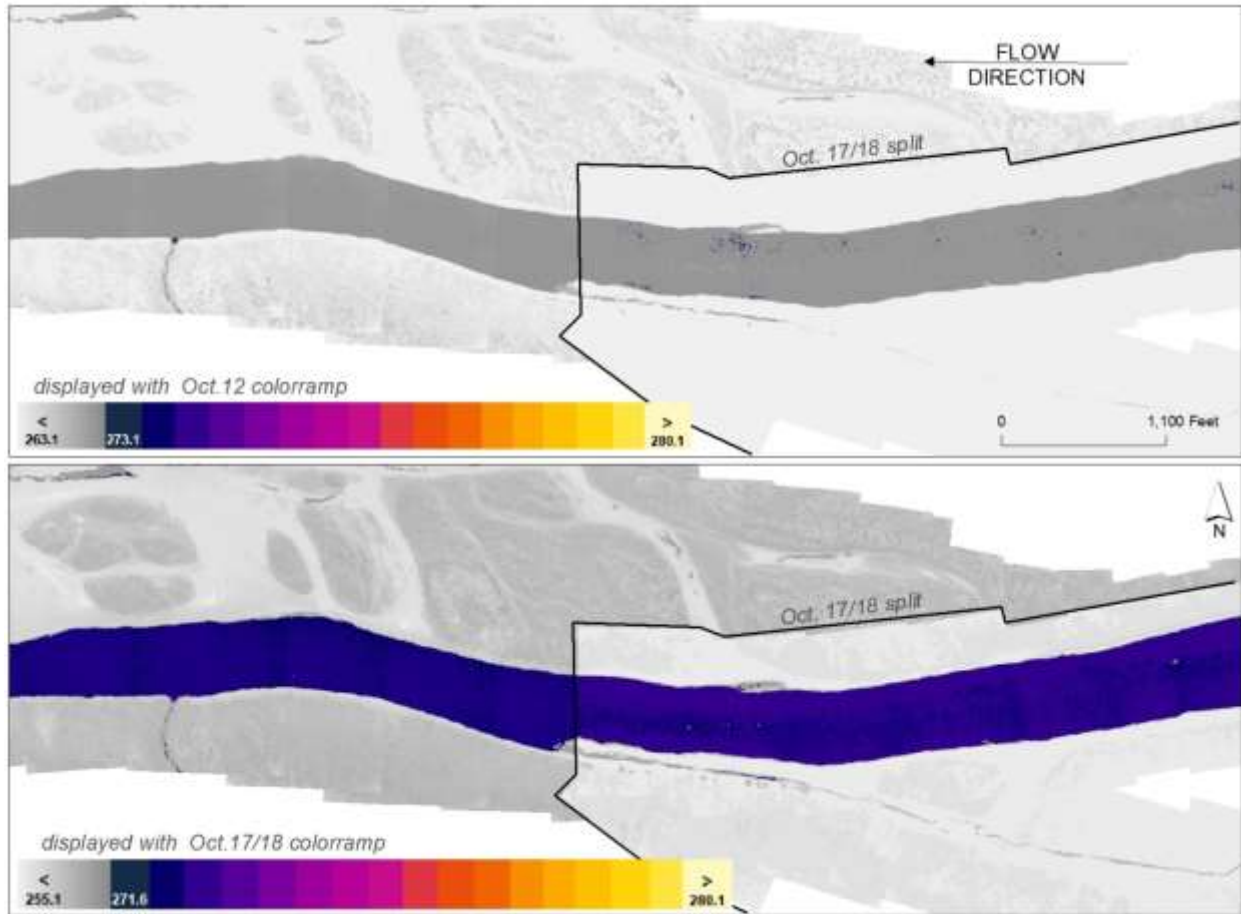 FLOW
DIRECTION
Oct. 17/18 split
displayed with Oct.12 colorramp
< >
263.1 273.1 280.1
0 1,100 Feet
N
Oct. 17/18 split
displayed with Oct.17/18 colorramp
< >
255.1 271.6 280.1